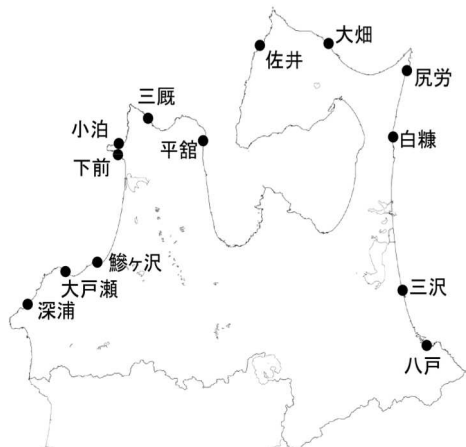 大畑
佐井
尻労
三厩
小泊
平舘
白糠
下前
鰺ヶ沢
大戸瀬
三沢
深浦
八戸